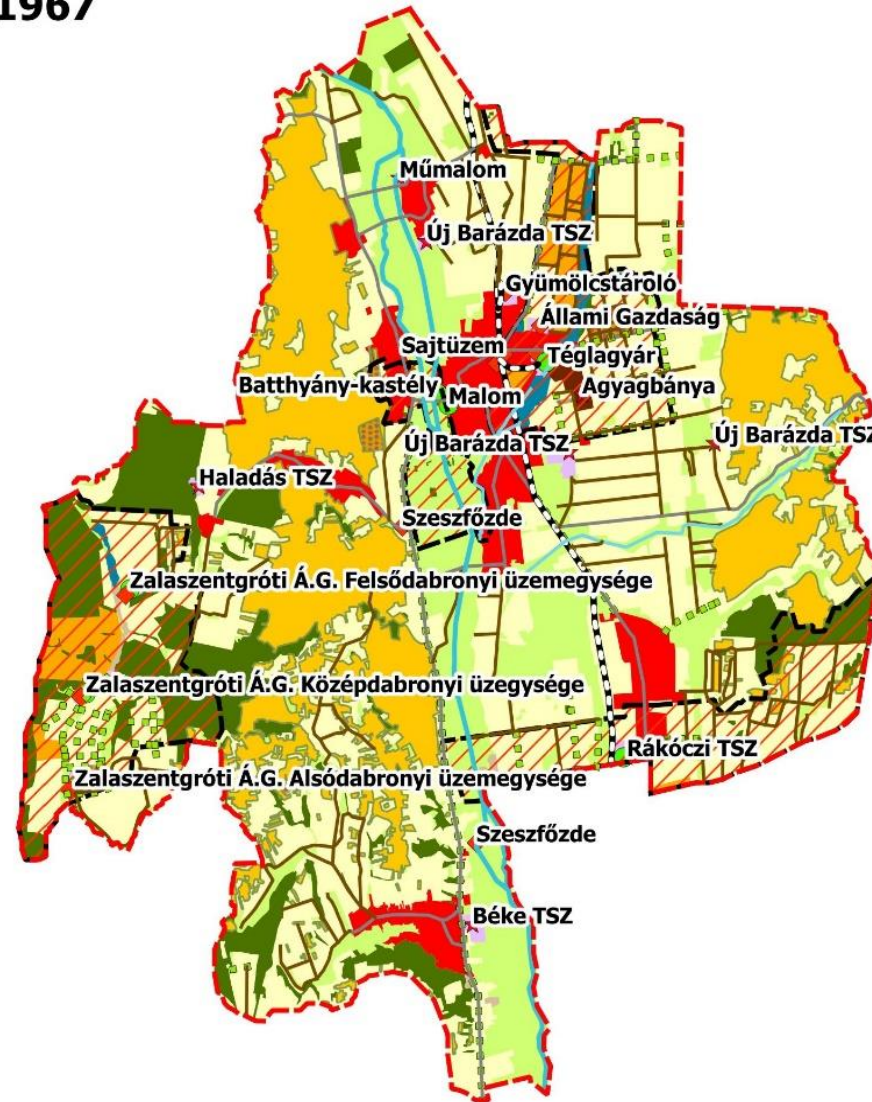 1967
Műmalom
Új Barázda TSZ
Gyümölcstároló
Állami Gazdaság
Sajtüzem
Téglagyár
Batthyány-kastély
Malom
Agyagbánya
Új Barázda TSZ
Új Barázda TSZ
Haladás TSZ
Szeszfőzde
Zalaszentgróti Á.G. Felsődabronyi üzemegysége
Zalaszentgróti Á.G. Középdabronyi üzegysége
Rákóczi TSZ
Zalaszentgróti Á.G. Alsódabronyi üzemegysége
Szeszfőzde
Béke TSZ